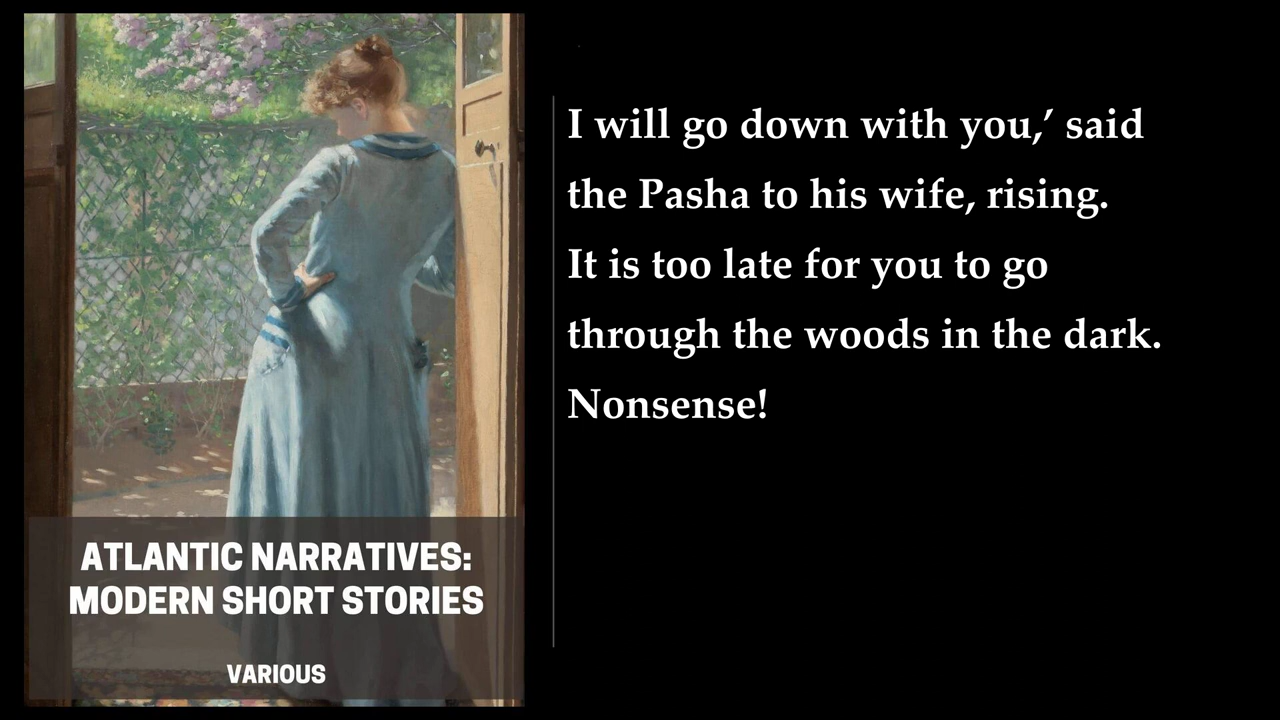 I will go down with you,’ said
the Pasha to his wife, rising.
It is too late for you to go
through the woods in the dark.
Nonsense!
ATLANTIC NARRATIVES:
MODERN SHORT STORIES
VARIOUS